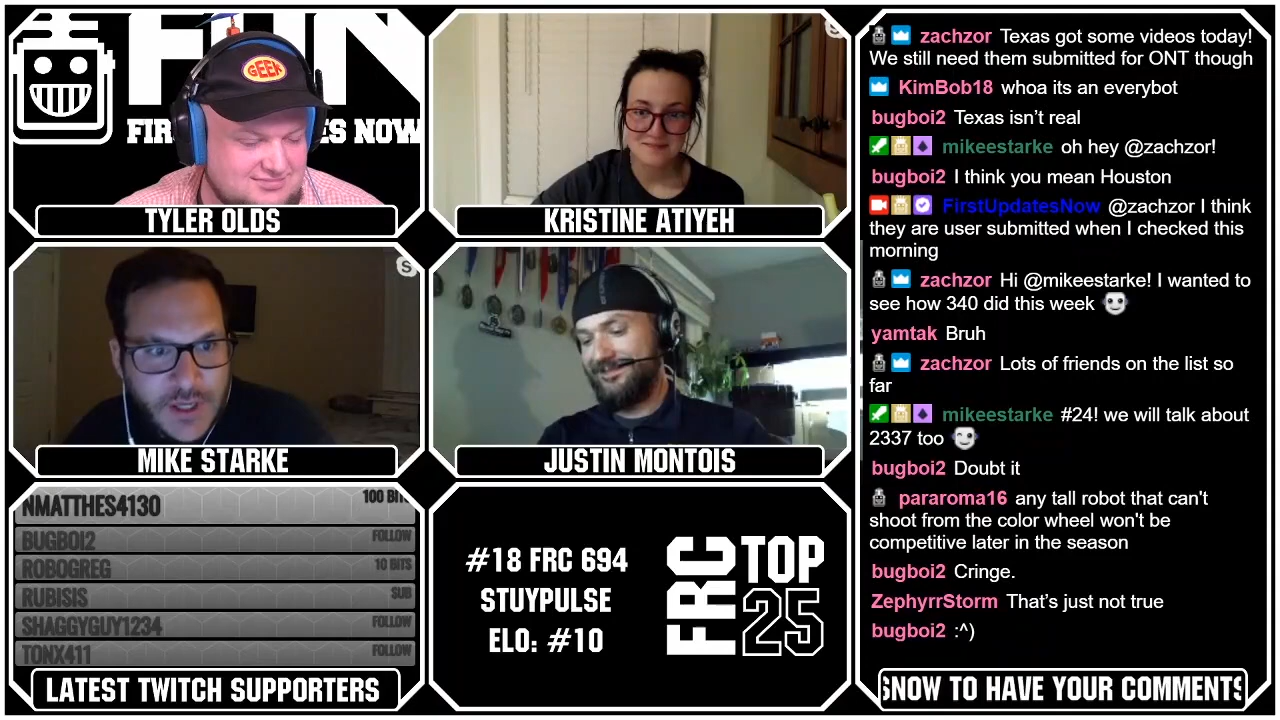 GEEK
FIR
ES NOW
TYLER OLDS
S
KRISTINE ATIYEH
S
MIKE STARKE
JUSTIN MONTOIS
NMATTHES4130 100 BITS
BUGBOI2 FOLLOW
ROBOGREG 10 BITS
RUBISIS SUB
SHAGGYGUY1234 FOLLOW
TONX411 FOLLOW
LATEST TWITCH SUPPORTERS
#18 FRC 694
STUYPULSE
ELO: #10
FRC TOP
25
zachzor Texas got some videos today!
We still need them submitted for ONT though
KimBob18 whoa its an everybot
bugboi2 Texas isn’t real
mikeestarke oh hey @zachzor!
bugboi2 I think you mean Houston
FirstUpdatesNow @zachzor I think
they are user submitted when I checked this
morning
zachzor Hi @mikeestarke! I wanted to
see how 340 did this week
yamtak Bruh
zachzor Lots of friends on the list so
far
mikeestarke #24! we will talk about
2337 too
bugboi2 Doubt it
pararoma16 any tall robot that can't
shoot from the color wheel won't be
competitive later in the season
bugboi2 Cringe.
ZephyrrStorm That’s just not true
bugboi2 :^)
SNOW TO HAVE YOUR COMMENTS